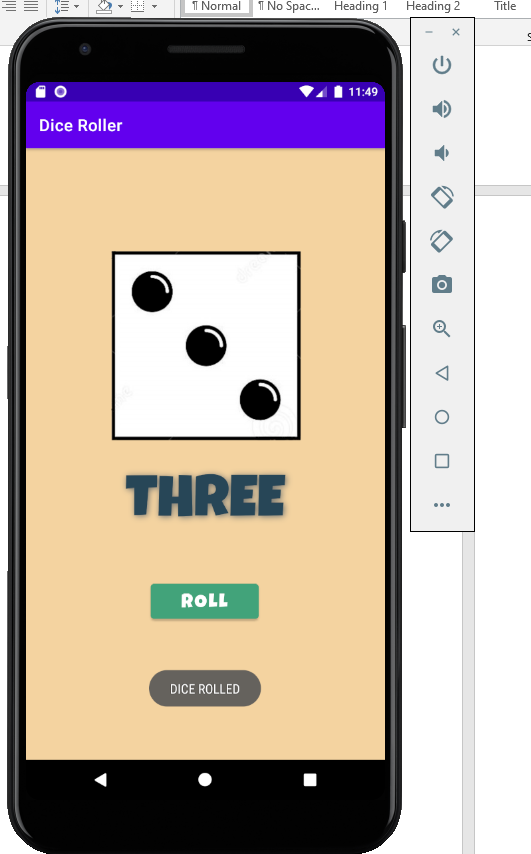 ¶ Normal ¶ No Spac... Heading 1 Heading 2 Title
11:49
Dice Roller
THREE
ROLL
DICE ROLLED